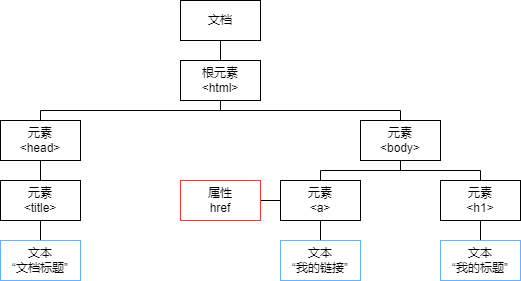 文档
根元素
<html>
元素
<head>
元素
<body>
元素
<title>
属性
href
元素
<a>
元素
<h1>
文本
“文档标题”
文本
“我的链接”
文本
“我的标题”